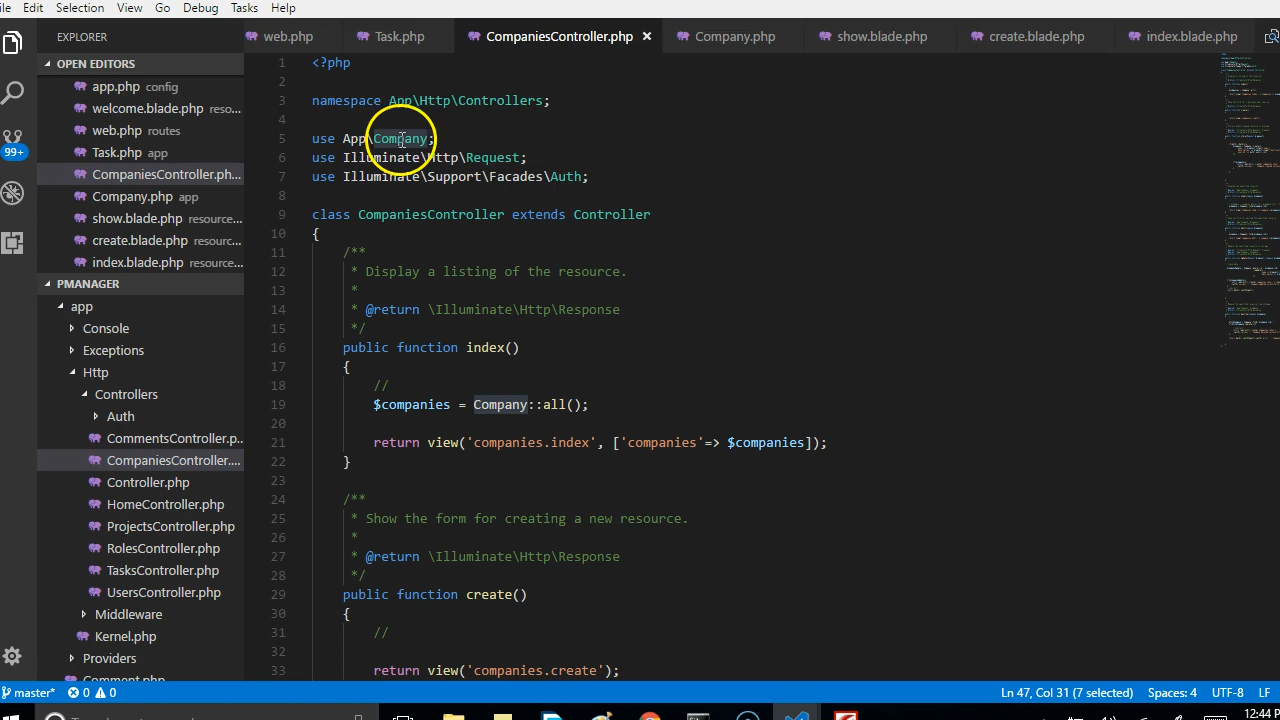 ile Edit Selection View Go Debug Tasks Help
EXPLORER
OPEN EDITORS
app.php config
welcome.blade.php reso...
web.php routes
Task.php app
CompaniesController.ph...
Company.php app
show.blade.php resource...
create.blade.php resourc...
index.blade.php resource...
PMANAGER
app
Console
Exceptions
Http
Controllers
Auth
CommentsController.p...
CompaniesController....
Controller.php
HomeController.php
ProjectsController.php
RolesController.php
TasksController.php
UsersController.php
Middleware
Kernel.php
Providers
Comment.php
99+
web.php Task.php CompaniesController.php Company.php show.blade.php create.blade.php index.blade.php
1 <?php
2
3 namespace App\Http\Controllers;
4
5 use App\Company;
6 use Illuminate\Http\Request;
7 use Illuminate\Support\Facades\Auth;
8
9 class CompaniesController extends Controller
10 {
11 /**
12 * Display a listing of the resource.
13 *
14 * @return \Illuminate\Http\Response
15 */
16 public function index()
17 {
18 //
19 $companies = Company::all();
20
21 return view('companies.index', ['companies'=> $companies]);
22 }
23
24 /**
25 * Show the form for creating a new resource.
26 *
27 * @return \Illuminate\Http\Response
28 */
29 public function create()
30 {
31 //
32
33 return view('companies.create');
master* 0 0 Ln 47, Col 31 (7 selected) Spaces: 4 UTF-8 LF
12:44